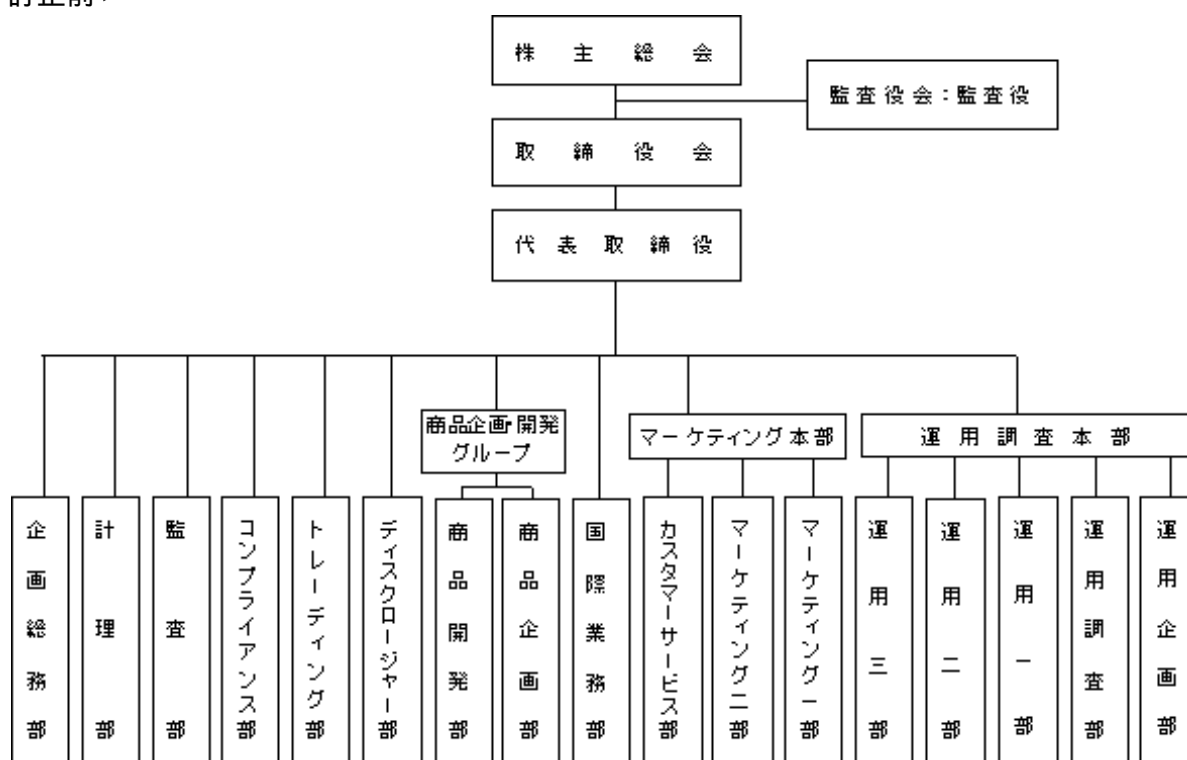 株主総会
監査役会：監査役
取締役会
代表取締役
商品企画・開発
グループ
マーケティング本部
運用調査本部
企画総務部
計理部
監査部
コンプライアンス部
トレーディング部
ディスクロージャー部
商品開発部
商品企画部
国際業務部
カスタマーサービス部
マーケティング二部
マーケティング一部
運用三部
運用二部
運用一部
運用調査部
運用企画部